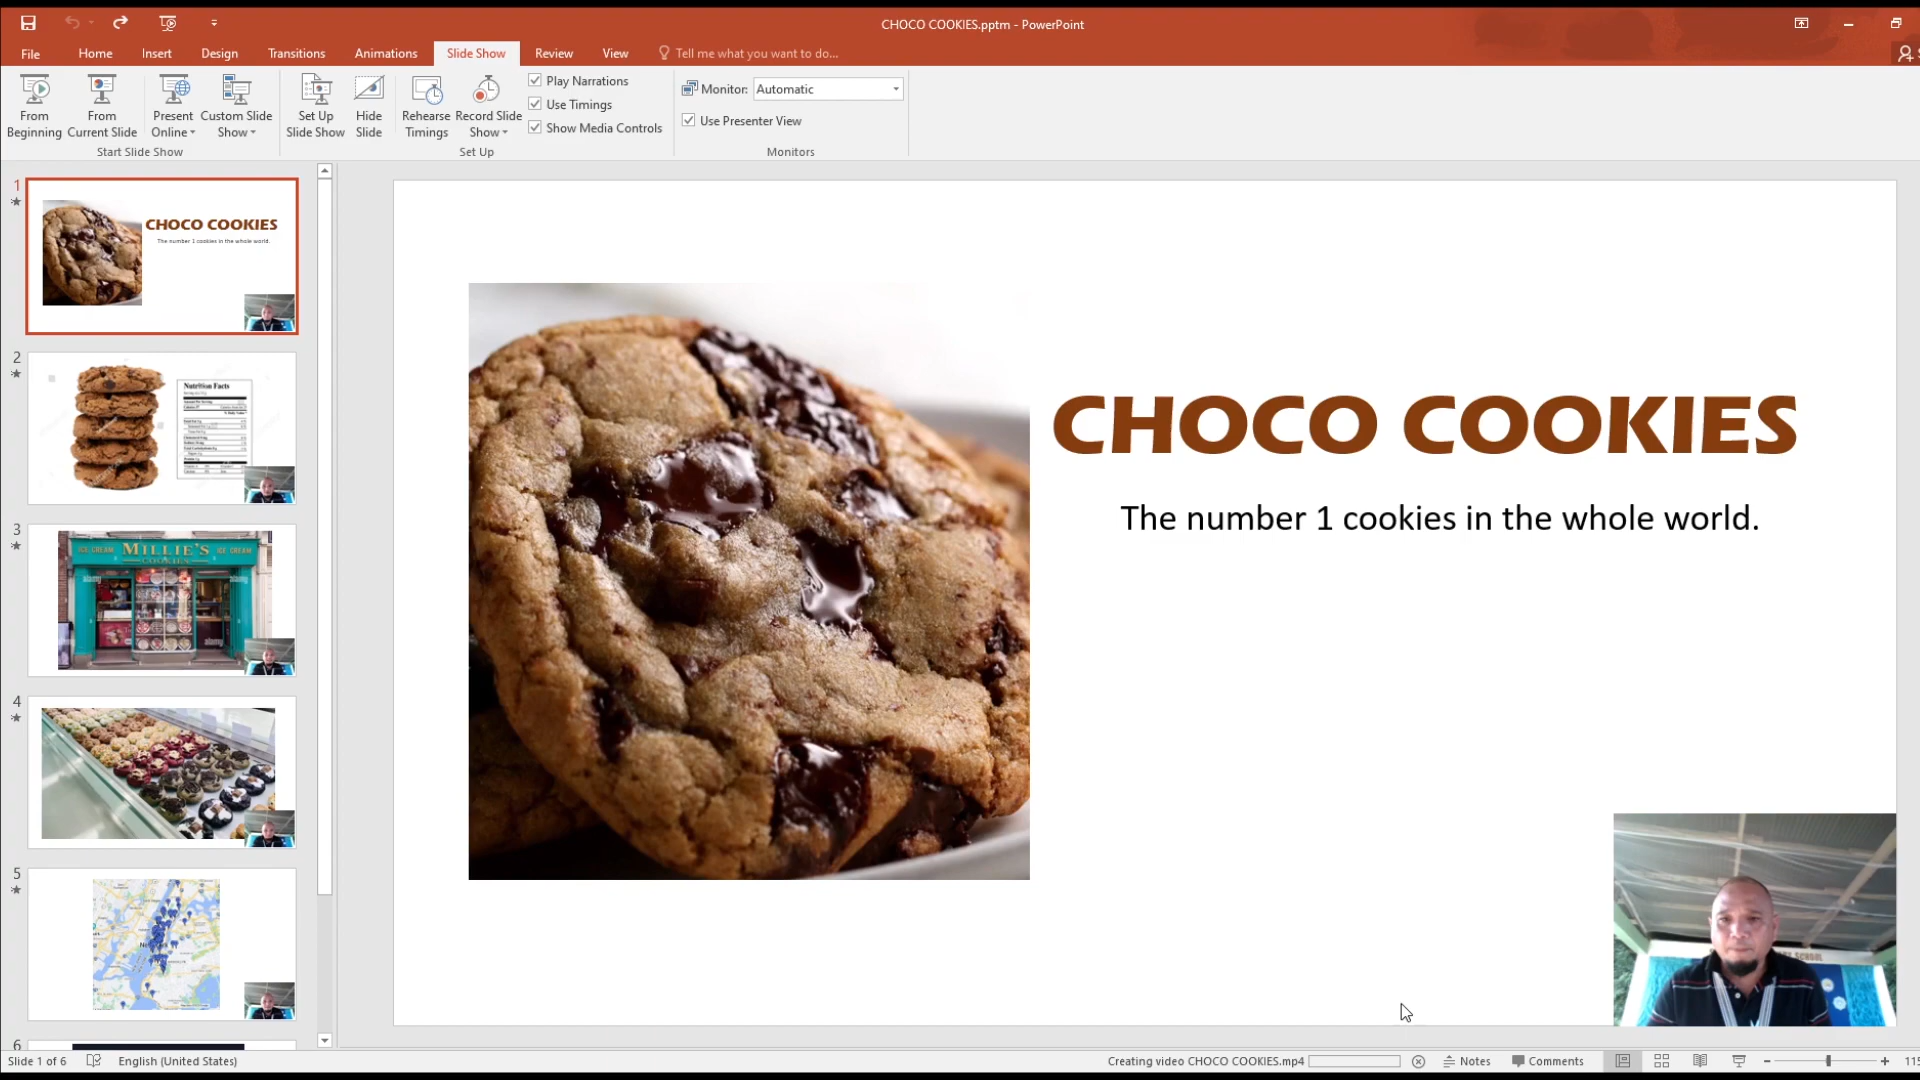 CHOCO COOKIES.pptm - PowerPoint
File
Home
Insert
Design
Transitions
Animations
Slide Show
Review
View
Tell me what you want to do...
From Beginning
From Current Slide
Present Online
Custom Slide Show
Start Slide Show
Set Up Slide Show
Hide Slide
Rehearse Timings
Record Slide Show
Play Narrations
Use Timings
Show Media Controls
Set Up
Monitor: Automatic
Use Presenter View
Monitors
1
CHOCO COOKIES
The number 1 cookies in the whole world.
2
Nutrition Facts
3
ICE CREAM MILLIE'S ICE CREAM
COOKIES
alamy
4
5
6
CHOCO COOKIES
The number 1 cookies in the whole world.
SCHOOL
Slide 1 of 6
English (United States)
Creating video CHOCO COOKIES.mp4
Notes
Comments